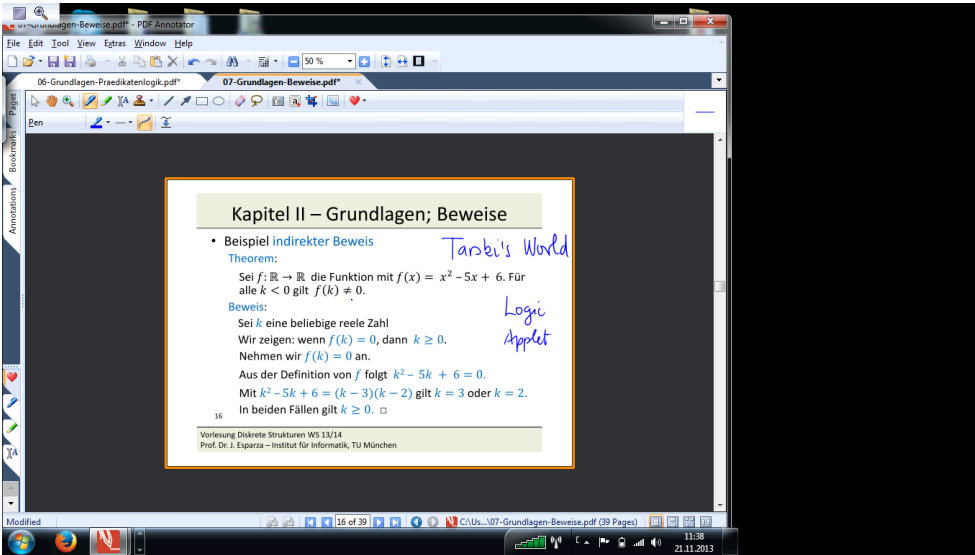 07-Grundlagen-Beweise.pdf* - PDF Annotator
File Edit Tool View Extras Window Help
50 %
06-Grundlagen-Praedikatenlogik.pdf*
07-Grundlagen-Beweise.pdf*
Pen
Pages
Bookmarks
Annotations
Kapitel II – Grundlagen; Beweise
• Beispiel indirekter Beweis
Tarski's World
Theorem:
Sei f: ℝ → ℝ die Funktion mit f(x) = x² – 5x + 6. Für
alle k < 0 gilt f(k) ≠ 0.
Logic
Applet
Beweis:
Sei k eine beliebige reele Zahl
Wir zeigen: wenn f(k) = 0, dann k ≥ 0.
Nehmen wir f(k) = 0 an.
Aus der Definition von f folgt k² – 5k + 6 = 0.
Mit k² – 5k + 6 = (k – 3)(k – 2) gilt k = 3 oder k = 2.
In beiden Fällen gilt k ≥ 0. □
16
Vorlesung Diskrete Strukturen WS 13/14
Prof. Dr. J. Esparza – Institut für Informatik, TU München
Modified
16 of 39
C:\Us...\07-Grundlagen-Beweise.pdf (39 Pages)
11:38
21.11.2013